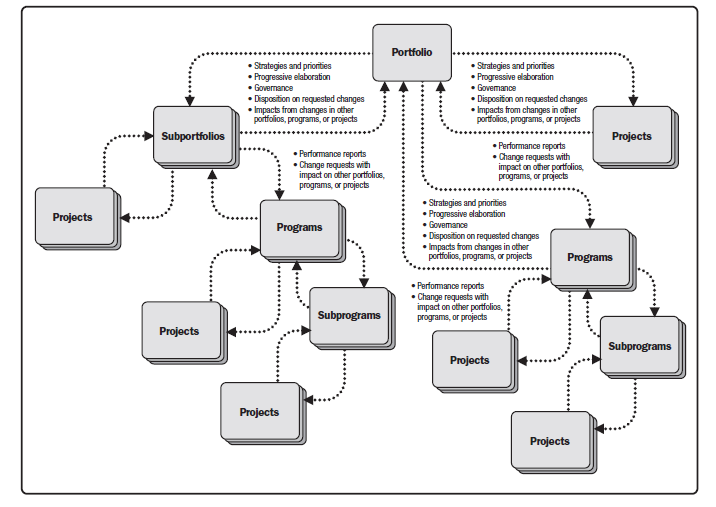 Portfolio
• Strategies and priorities
• Progressive elaboration
• Governance
• Disposition on requested changes
• Impacts from changes in other
portfolios, programs, or projects
• Strategies and priorities
• Progressive elaboration
• Governance
• Disposition on requested changes
• Impacts from changes in other
portfolios, programs, or projects
Subportfolios
Projects
• Performance reports
• Change requests with
impact on other portfolios,
programs, or projects
• Performance reports
• Change requests with
impact on other portfolios,
programs, or projects
Projects
Programs
• Strategies and priorities
• Progressive elaboration
• Governance
• Disposition on requested changes
• Impacts from changes in other
portfolios, programs, or projects
Programs
• Performance reports
• Change requests with
impact on other portfolios,
programs, or projects
Projects
Subprograms
Projects
Subprograms
Projects
Projects